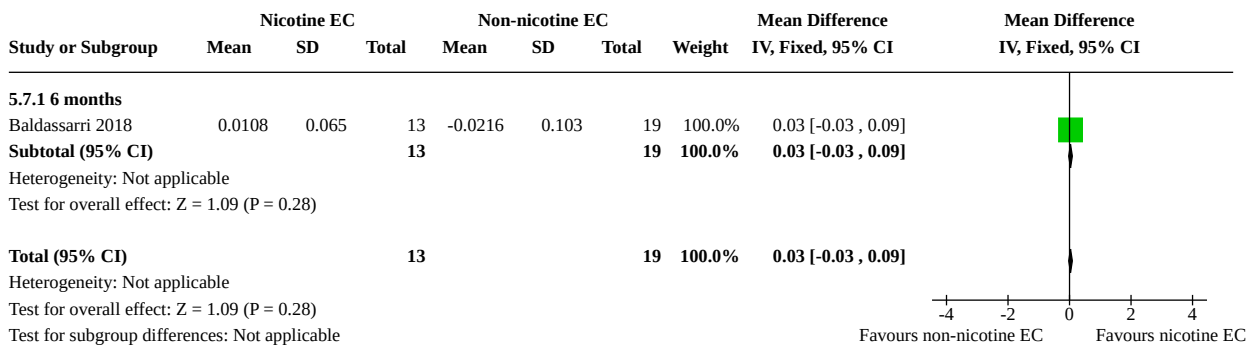 Nicotine EC Non-nicotine EC Mean Difference Mean Difference
Study or Subgroup Mean SD Total Mean SD Total Weight IV, Fixed, 95% CI IV, Fixed, 95% CI
5.7.1 6 months
Baldassarri 2018 0.0108 0.065 13 -0.0216 0.103 19 100.0% 0.03 [-0.03 , 0.09]
Subtotal (95% CI) 13 19 100.0% 0.03 [-0.03 , 0.09]
Heterogeneity: Not applicable
Test for overall effect: Z = 1.09 (P = 0.28)
Total (95% CI) 13 19 100.0% 0.03 [-0.03 , 0.09]
Heterogeneity: Not applicable
Test for overall effect: Z = 1.09 (P = 0.28)
-4 -2 0 2 4
Test for subgroup differences: Not applicable Favours non-nicotine EC Favours nicotine EC